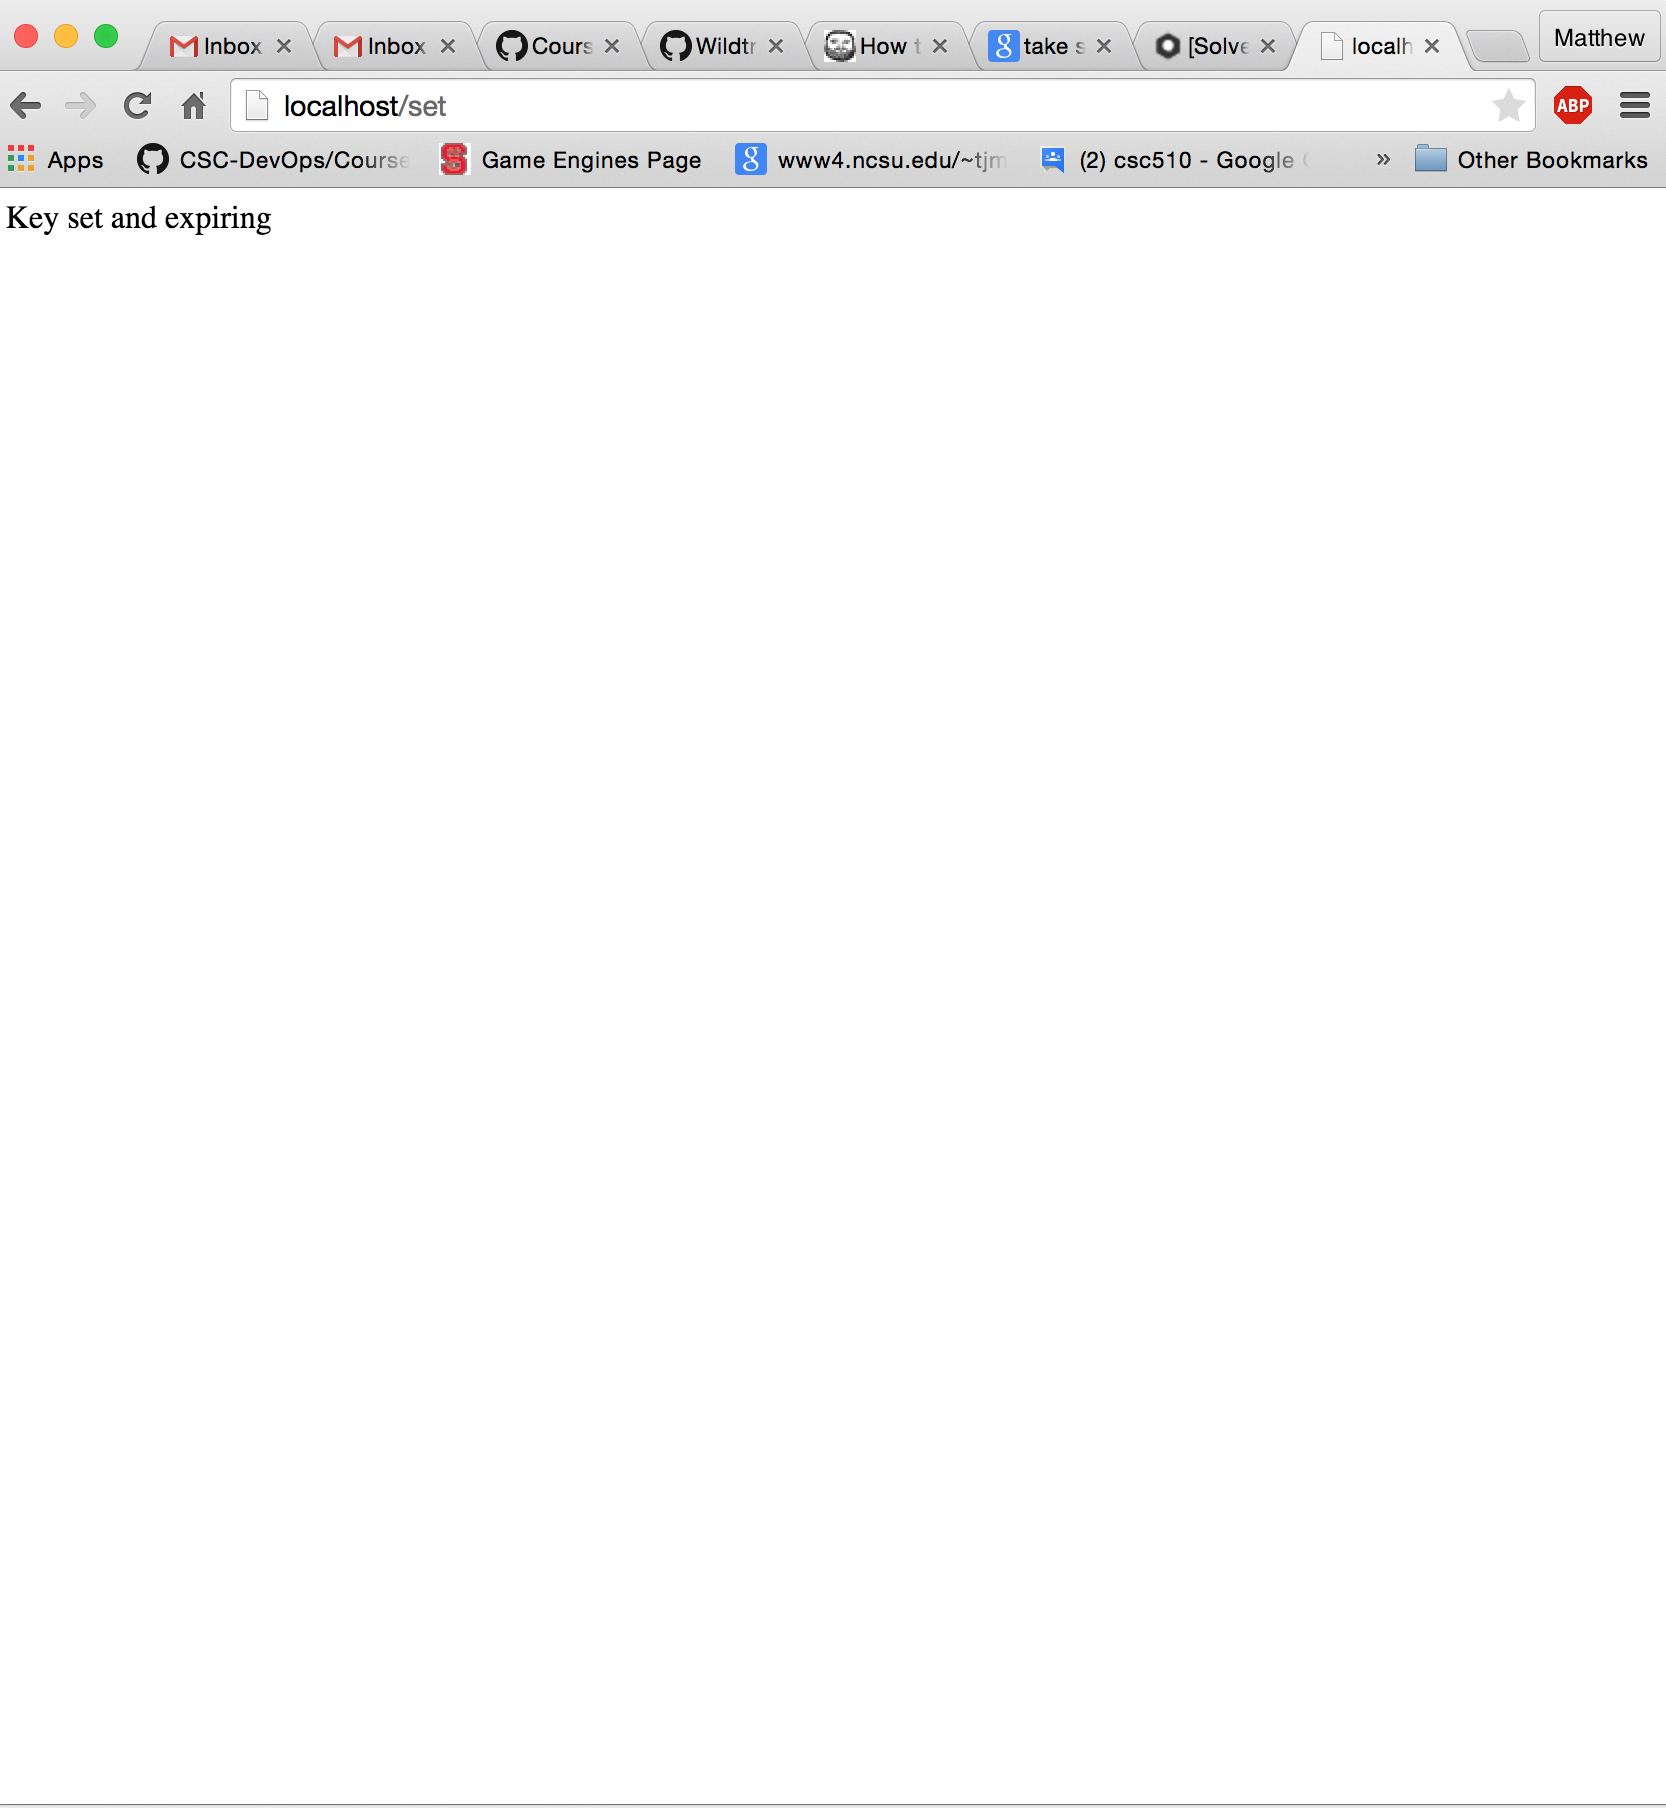 Inbox Inbox Cours Wildtr How t take s [Solve localh Matthew
localhost/set
ABP
Apps CSC-DevOps/Course Game Engines Page www4.ncsu.edu/~tjm (2) csc510 - Google » Other Bookmarks
Key set and expiring